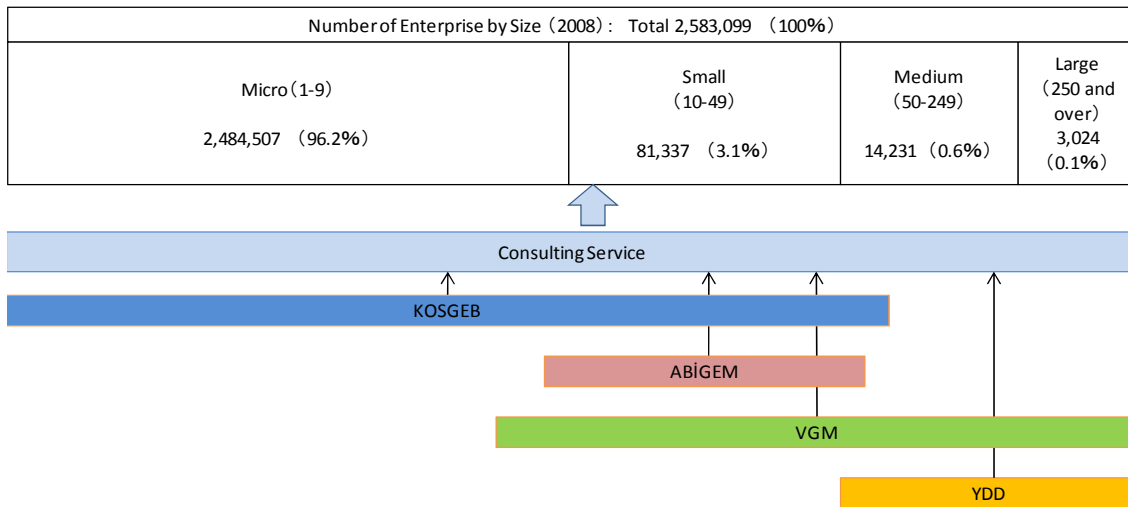 Number of Enterprise by Size（2008）: Total 2,583,099 （100%）
Micro（1-9）
2,484,507 （96.2%）
Small
（10-49）
81,337 （3.1%）
Medium
（50-249）
14,231 （0.6%）
Large
（250 and
over）
3,024
（0.1%）
Consulting Service
KOSGEB
ABİGEM
VGM
YDD